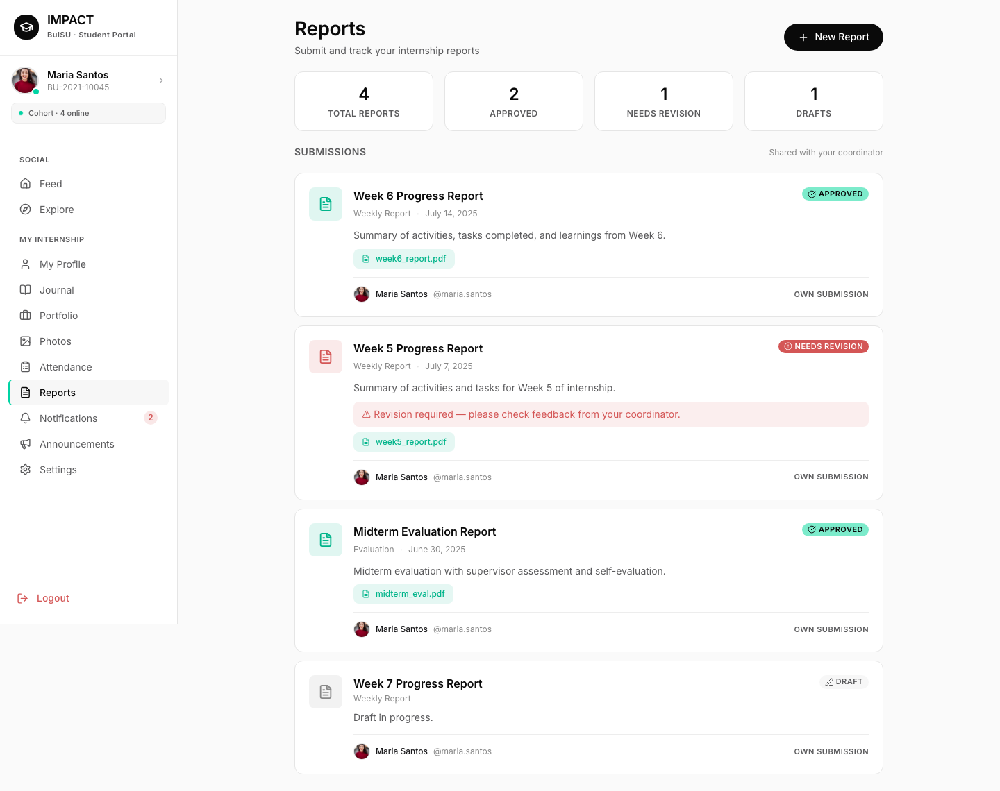 IMPACT
BulSU · Student Portal
Maria Santos
BU-2021-10045
Cohort · 4 online
SOCIAL
Feed
Explore
MY INTERNSHIP
My Profile
Journal
Portfolio
Photos
Attendance
Reports
Notifications 2
Announcements
Settings
Logout
Reports
Submit and track your internship reports
New Report
4
TOTAL REPORTS
2
APPROVED
1
NEEDS REVISION
1
DRAFTS
SUBMISSIONS
Shared with your coordinator
Week 6 Progress Report
APPROVED
Weekly Report · July 14, 2025
Summary of activities, tasks completed, and learnings from Week 6.
week6_report.pdf
Maria Santos @maria.santos
OWN SUBMISSION
Week 5 Progress Report
NEEDS REVISION
Weekly Report · July 7, 2025
Summary of activities and tasks for Week 5 of internship.
Revision required — please check feedback from your coordinator.
week5_report.pdf
Maria Santos @maria.santos
OWN SUBMISSION
Midterm Evaluation Report
APPROVED
Evaluation · June 30, 2025
Midterm evaluation with supervisor assessment and self-evaluation.
midterm_eval.pdf
Maria Santos @maria.santos
OWN SUBMISSION
Week 7 Progress Report
DRAFT
Weekly Report
Draft in progress.
Maria Santos @maria.santos
OWN SUBMISSION